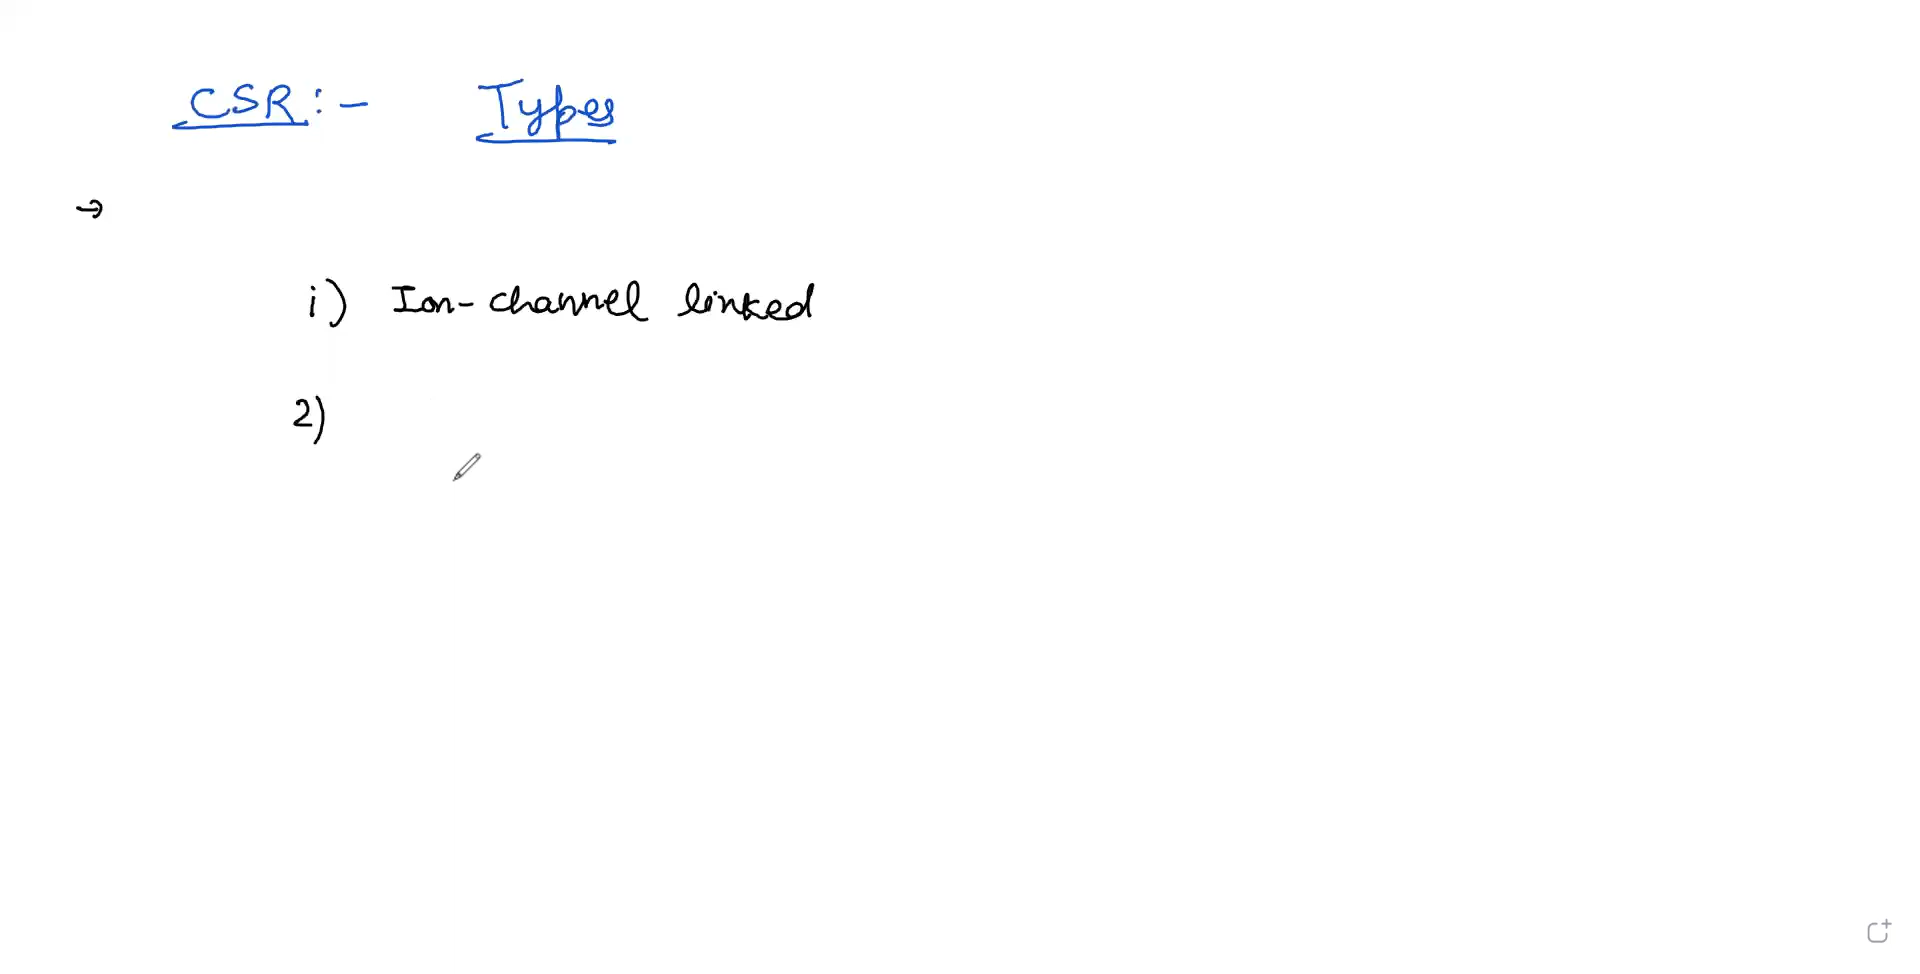 CSR:- Types
→
i) Ion-channel linked
2)